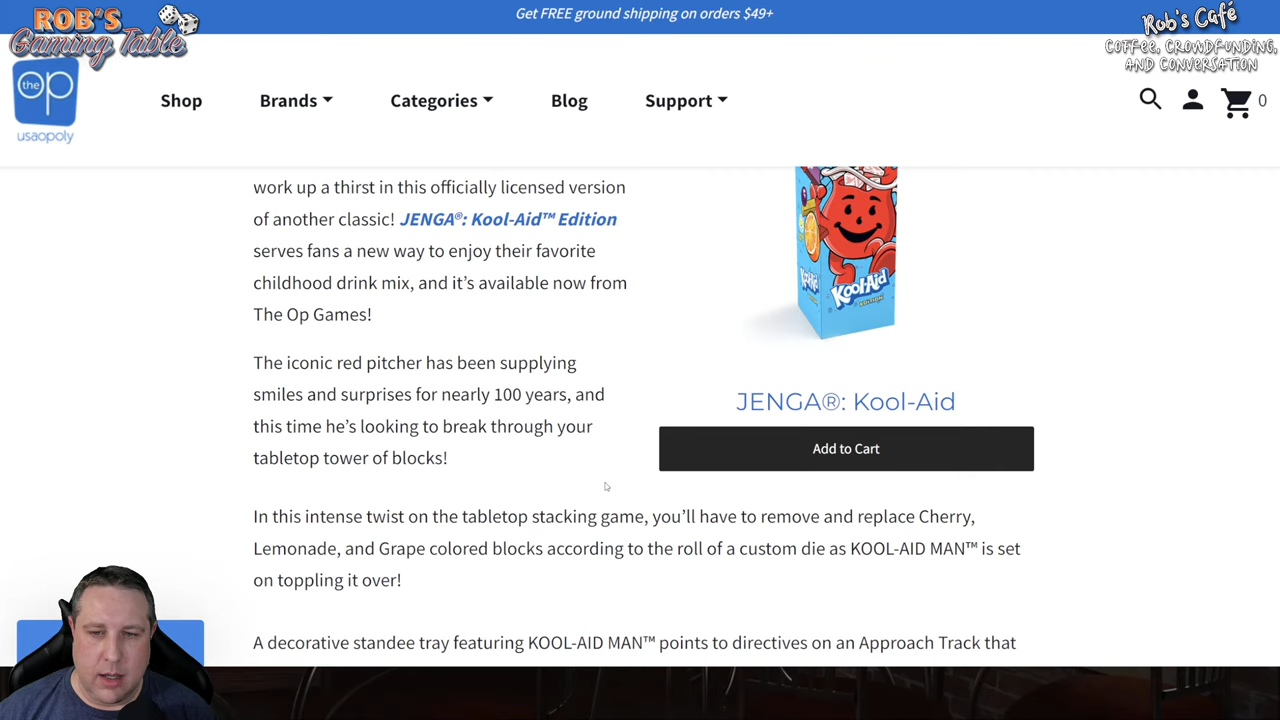 Get FREE ground shipping on orders $49+
ROB'S
Gaming Table
Rob's Café
COFFEE, CROWDFUNDING,
AND CONVERSATION
the
op
usaopoly
Shop
Brands
Categories
Blog
Support
0
work up a thirst in this officially licensed version
of another classic! JENGA®: Kool-Aid™ Edition
serves fans a new way to enjoy their favorite
childhood drink mix, and it’s available now from
The Op Games!
The iconic red pitcher has been supplying
smiles and surprises for nearly 100 years, and
this time he’s looking to break through your
tabletop tower of blocks!
Kool-Aid
EDITION
JENGA®: Kool-Aid
Add to Cart
In this intense twist on the tabletop stacking game, you’ll have to remove and replace Cherry,
Lemonade, and Grape colored blocks according to the roll of a custom die as KOOL-AID MAN™ is set
on toppling it over!
A decorative standee tray featuring KOOL-AID MAN™ points to directives on an Approach Track that